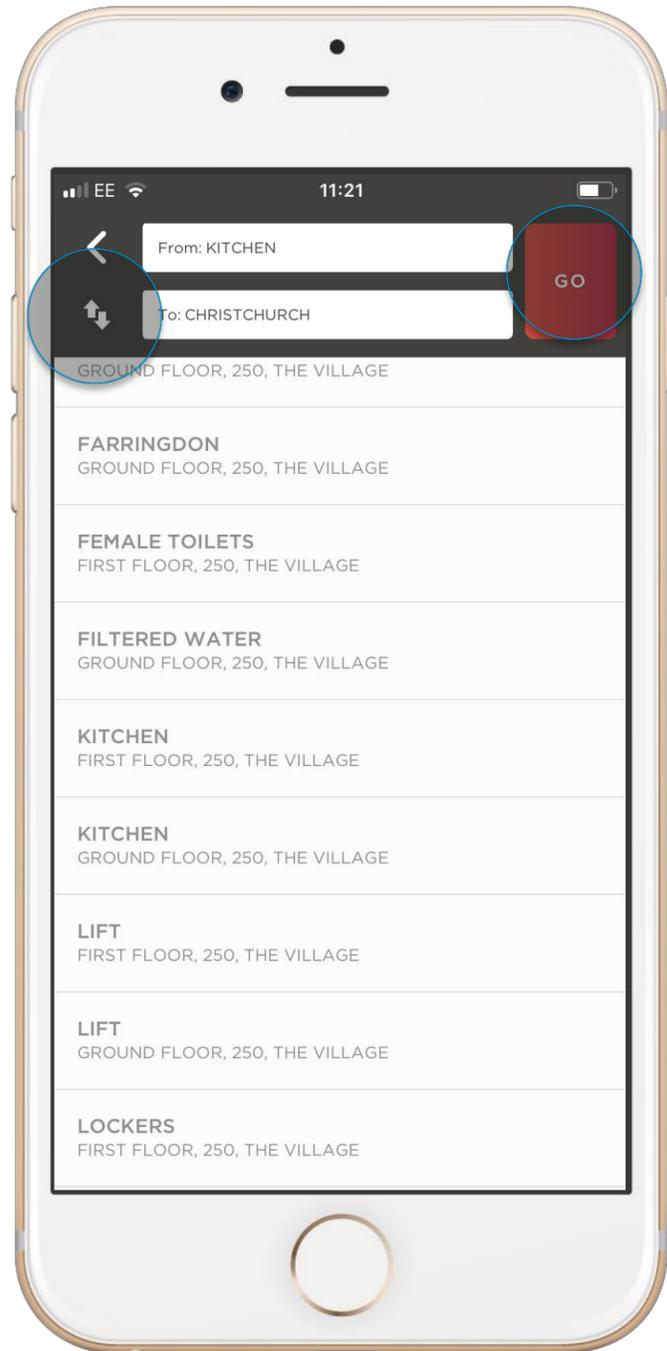 EE 11:21
From: KITCHEN
GO
To: CHRISTCHURCH
GROUND FLOOR, 250, THE VILLAGE
FARRINGDON
GROUND FLOOR, 250, THE VILLAGE
FEMALE TOILETS
FIRST FLOOR, 250, THE VILLAGE
FILTERED WATER
GROUND FLOOR, 250, THE VILLAGE
KITCHEN
FIRST FLOOR, 250, THE VILLAGE
KITCHEN
GROUND FLOOR, 250, THE VILLAGE
LIFT
FIRST FLOOR, 250, THE VILLAGE
LIFT
GROUND FLOOR, 250, THE VILLAGE
LOCKERS
FIRST FLOOR, 250, THE VILLAGE